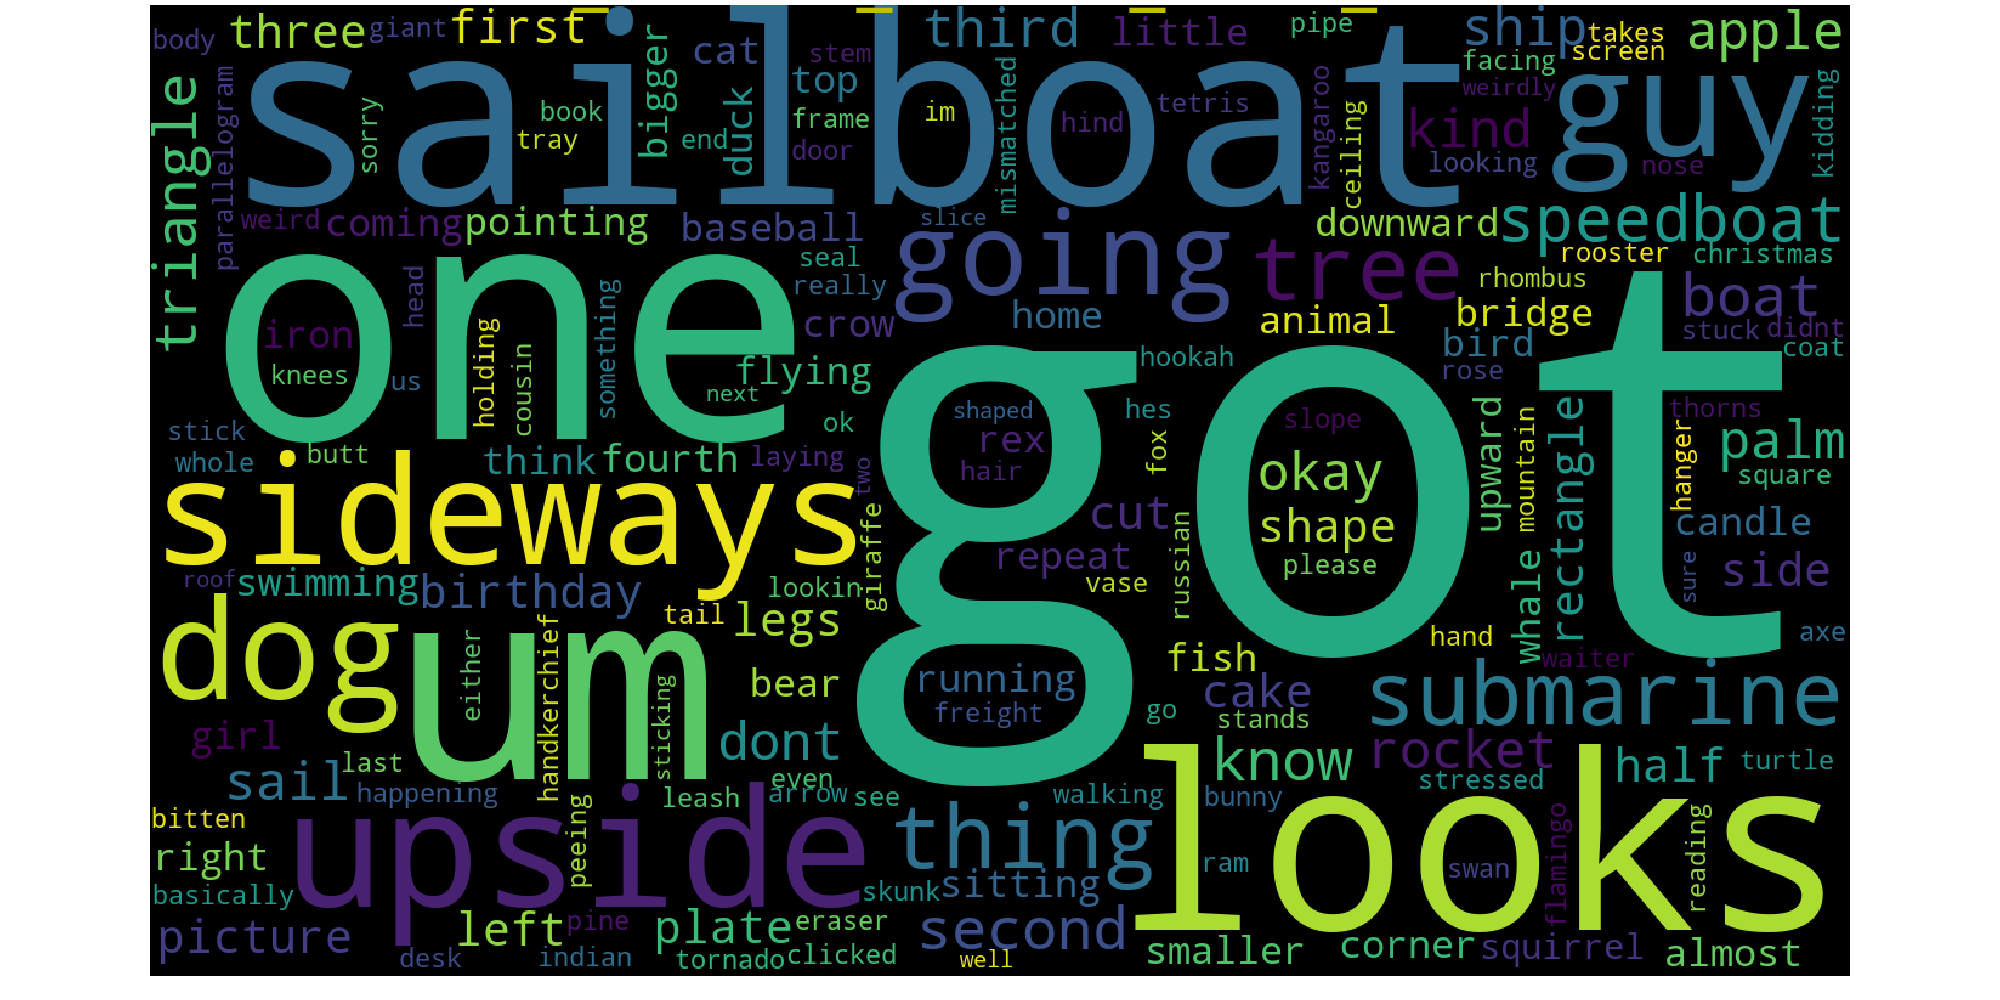 body
three
giant
first
sailboat
bigger
cat
stem
top
third
little
pipe
ship
takes
screen
apple
triangle
parallelogram
sorry
book
tray
end
duck
frame
door
im
mismatched
hind
tetris
kangaroo
ceiling
facing
weirdly
kind
looking
guy
nose
kidding
weird
coming
pointing
baseball
slice
seal
really
going
downward
tree
speedboat
rooster
christmas
one
iron
head
knees
us
holding
cousin
something
crow
home
animal
rhombus
bridge
boat
stuck
didnt
coat
flying
next
hookah
bird
rose
got
stick
whole
butt
think
fourth
laying
ok
two
shaped
rex
hair
hes
fox
slope
okay
shape
please
upward
mountain
rectangle
thorns
hanger
palm
square
sideways
giraffe
cut
repeat
russian
vase
candle
roof
swimming
birthday
lookin
whale
sure
side
dog
um
tail
legs
either
handkerchief
sticking
bear
running
freight
fish
cake
go
stands
hand
waiter
axe
submarine
girl
last
dont
know
rocket
half
turtle
sail
happening
leash
even
arrow
see
walking
bunny
stressed
looks
bitten
right
upside
peeing
thing
ram
swan
flamingo
reading
basically
skunk
sitting
picture
left
pine
plate
eraser
second
desk
indian
tornado
clicked
well
smaller
corner
squirrel
almost